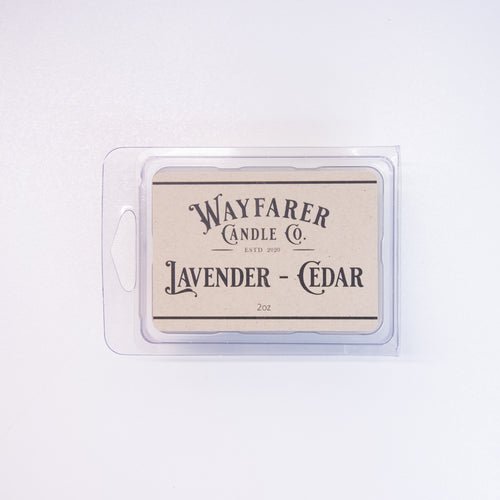 WAYFARER
CANDLE CO.
ESTD 2020
LAVENDER - CEDAR
2oz